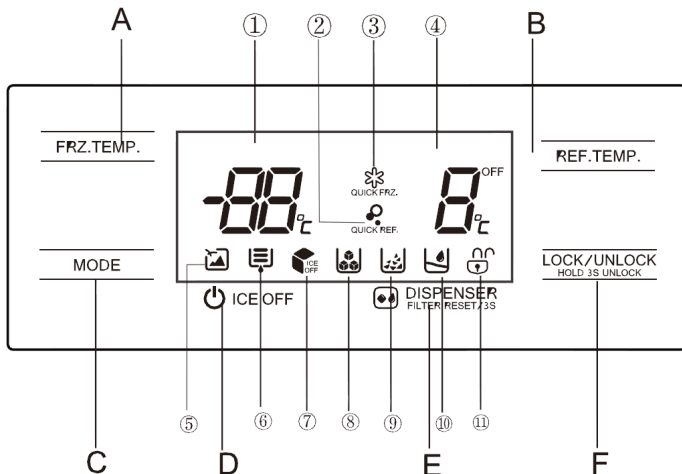 A ① ② ③ ④ B
FRZ.TEMP.
-88°C
QUICK FRZ.
QUICK REF.
8°C OFF
REF.TEMP.
MODE
ICE OFF
LOCK/UNLOCK
HOLD 3S UNLOCK
ICE OFF
DISPENSER
FILTER RESET/3S
⑤ ⑥ ⑦ ⑧ ⑨ ⑩ ⑪
C D E F